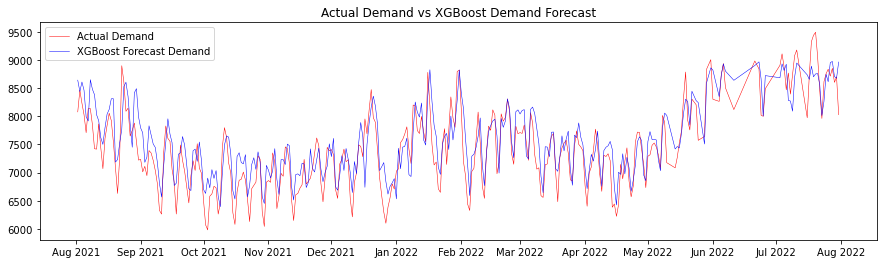 Actual Demand vs XGBoost Demand Forecast
Actual Demand
XGBoost Forecast Demand
9500
9000
8500
8000
7500
7000
6500
6000
Aug 2021 Sep 2021 Oct 2021 Nov 2021 Dec 2021 Jan 2022 Feb 2022 Mar 2022 Apr 2022 May 2022 Jun 2022 Jul 2022 Aug 2022